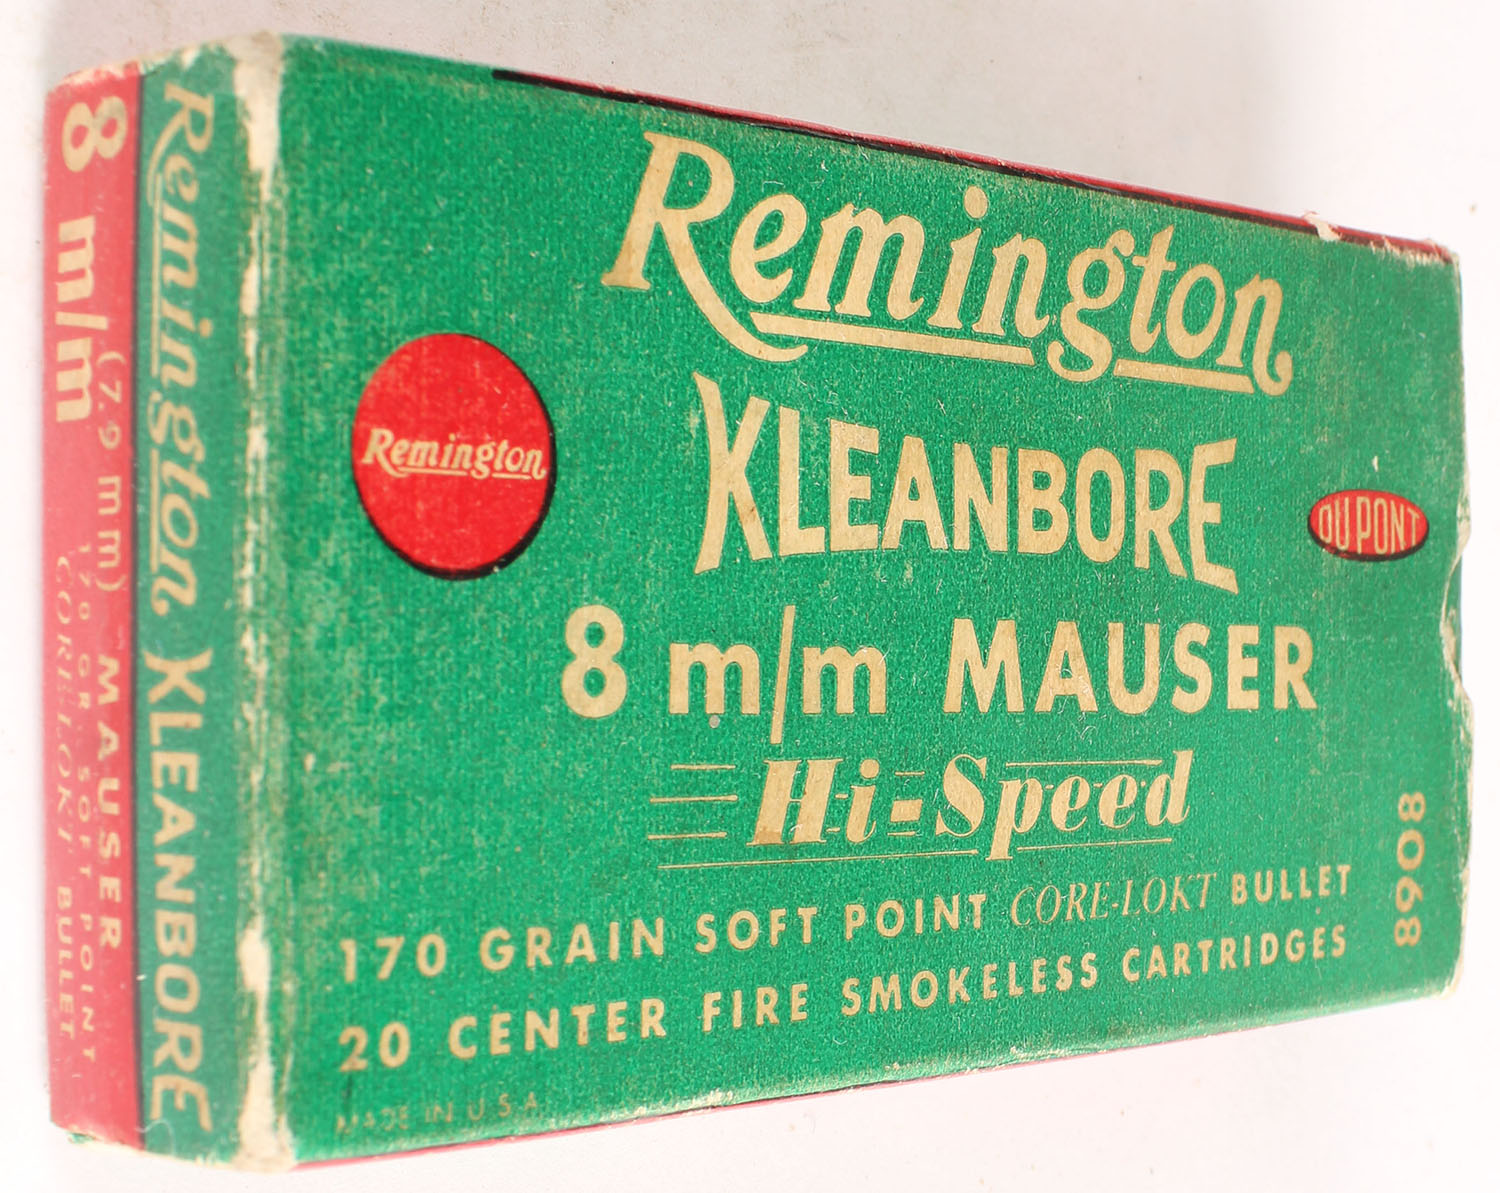 Remington
KLEANBORE
8 m/m MAUSER
Hi-Speed
170 GRAIN SOFT POINT CORE-LOKT BULLET
20 CENTER FIRE SMOKELESS CARTRIDGES
MADE IN U.S.A.
Remington
DU PONT
8908
Remington KLEANBORE
8 m/m (7.9 mm) MAUSER
170 GR. SOFT POINT
CORE-LOKT BULLET